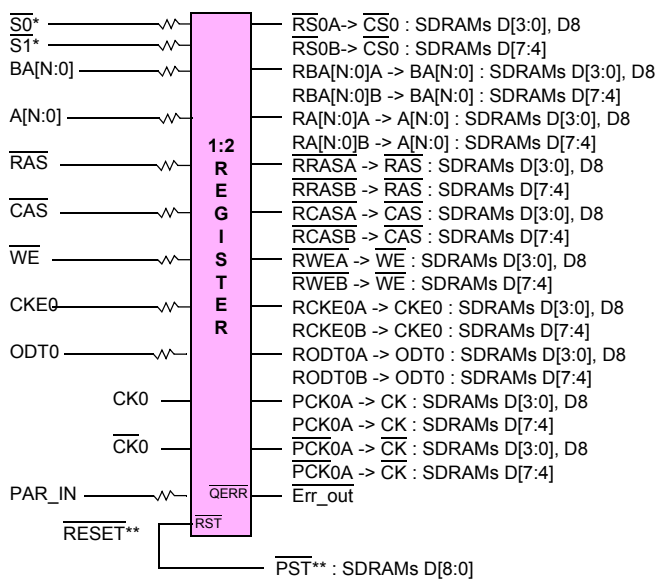 S0*
S1*
BA[N:0]
A[N:0]
RAS
CAS
WE
CKE0
ODT0
CK0
CK0
PAR_IN
RESET**
1:2
R
E
G
I
S
T
E
R
QERR
RST
RS0A-> CS0 : SDRAMs D[3:0], D8
RS0B-> CS0 : SDRAMs D[7:4]
RBA[N:0]A -> BA[N:0] : SDRAMs D[3:0], D8
RBA[N:0]B -> BA[N:0] : SDRAMs D[7:4]
RA[N:0]A -> A[N:0] : SDRAMs D[3:0], D8
RA[N:0]B -> A[N:0] : SDRAMs D[7:4]
RRASA -> RAS : SDRAMs D[3:0], D8
RRASB -> RAS : SDRAMs D[7:4]
RCASA -> CAS : SDRAMs D[3:0], D8
RCASB -> CAS : SDRAMs D[7:4]
RWEA -> WE : SDRAMs D[3:0], D8
RWEB -> WE : SDRAMs D[7:4]
RCKE0A -> CKE0 : SDRAMs D[3:0], D8
RCKE0B -> CKE0 : SDRAMs D[7:4]
RODT0A -> ODT0 : SDRAMs D[3:0], D8
RODT0B -> ODT0 : SDRAMs D[7:4]
PCK0A -> CK : SDRAMs D[3:0], D8
PCK0A -> CK : SDRAMs D[7:4]
PCK0A -> CK : SDRAMs D[3:0], D8
PCK0A -> CK : SDRAMs D[7:4]
Err_out
PST** : SDRAMs D[8:0]